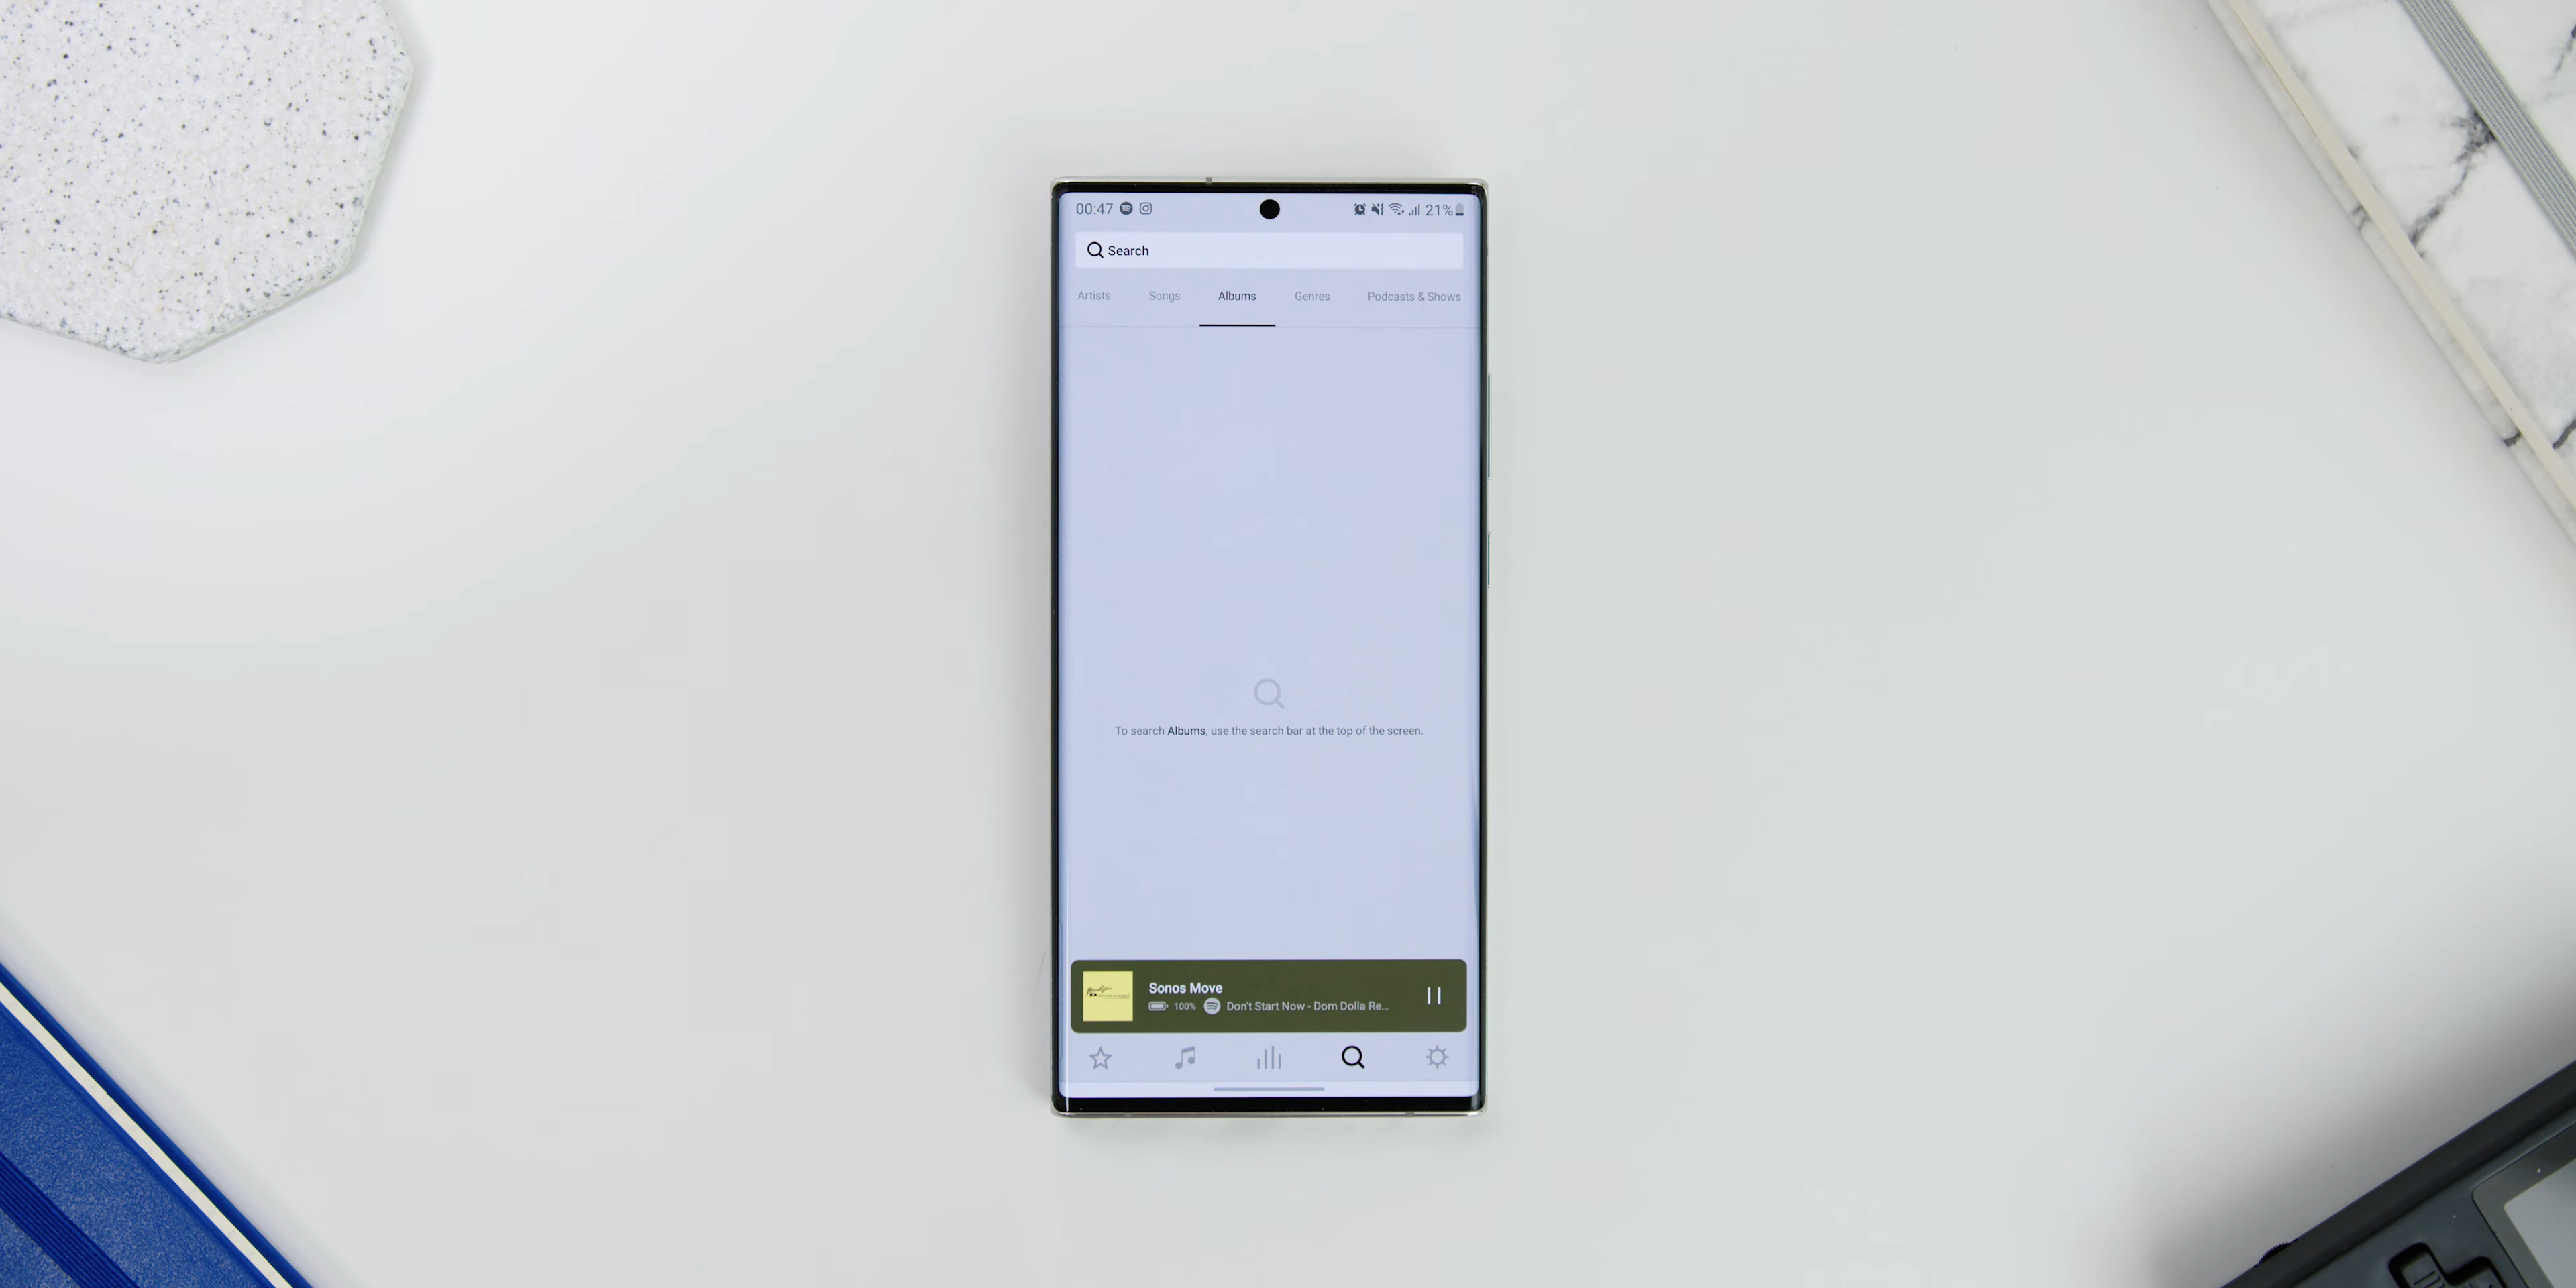 00:47 21%
Search
Artists Songs Albums Genres Podcasts & Shows
To search Albums, use the search bar at the top of the screen.
Sonos Move
100% Don't Start Now - Dom Dolla Re...